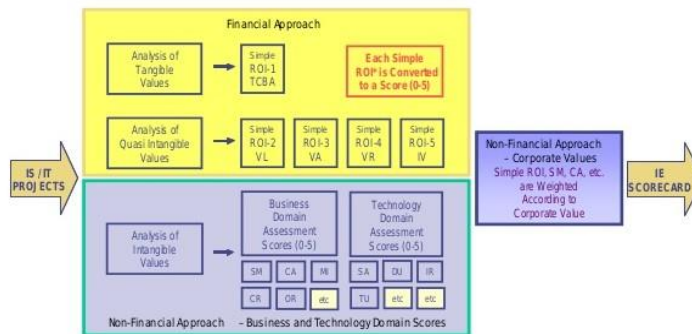 Financial Approach
Analysis of
Tangible
Values
Simple
ROI-1
TCBA
Each Simple
ROI* is Converted
to a Score (0-5)
Analysis of
Quasi Intangible
Values
Simple
ROI-2
VL
Simple
ROI-3
VA
Simple
ROI-4
VR
Simple
ROI-5
IV
IS / IT
PROJECTS
Non-Financial Approach
– Corporate Values
Simple ROI, SM, CA, etc.
are Weighted
According to
Corporate Value
IE
SCORECARD
Analysis of
Intangible
Values
Business
Domain
Assessment
Scores (0-5)
Technology
Domain
Assessment
Scores (0-5)
SM CA MI
SA DU IR
CR OR etc
TU etc etc
Non-Financial Approach – Business and Technology Domain Scores